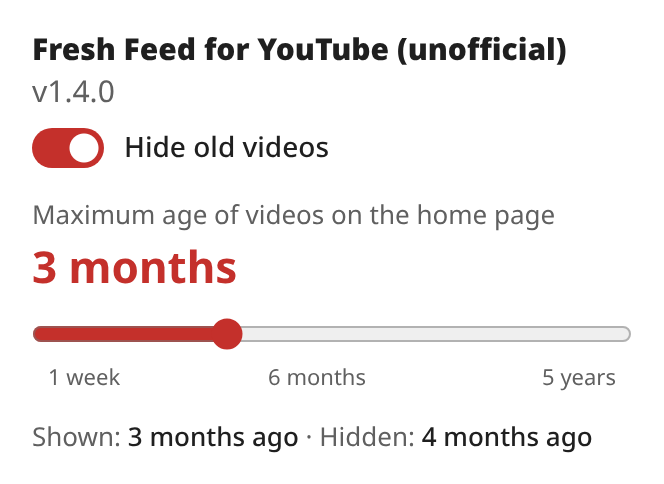 Fresh Feed for YouTube (unofficial)
v1.4.0
Hide old videos
Maximum age of videos on the home page
3 months
1 week 6 months 5 years
Shown: 3 months ago · Hidden: 4 months ago